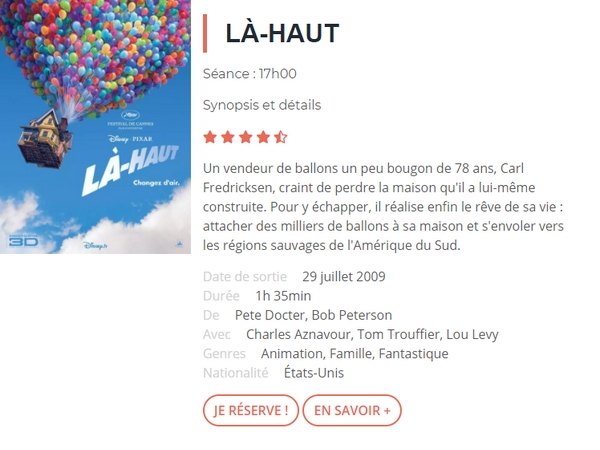 LÀ-HAUT
Séance : 17h00
Synopsis et détails
Un vendeur de ballons un peu bougon de 78 ans, Carl
Fredricksen, craint de perdre la maison qu'il a lui-même
construite. Pour y échapper, il réalise enfin le rêve de sa vie :
attacher des milliers de ballons à sa maison et s'envoler vers
les régions sauvages de l'Amérique du Sud.
Date de sortie 29 juillet 2009
Durée 1h 35min
De Pete Docter, Bob Peterson
Avec Charles Aznavour, Tom Trouffier, Lou Levy
Genres Animation, Famille, Fantastique
Nationalité États-Unis
JE RÉSERVE ! EN SAVOIR +
FESTIVAL DE CANNES
Disney · PIXAR
LÀ-HAUT
Changez d'air.
3D
Disney.fr